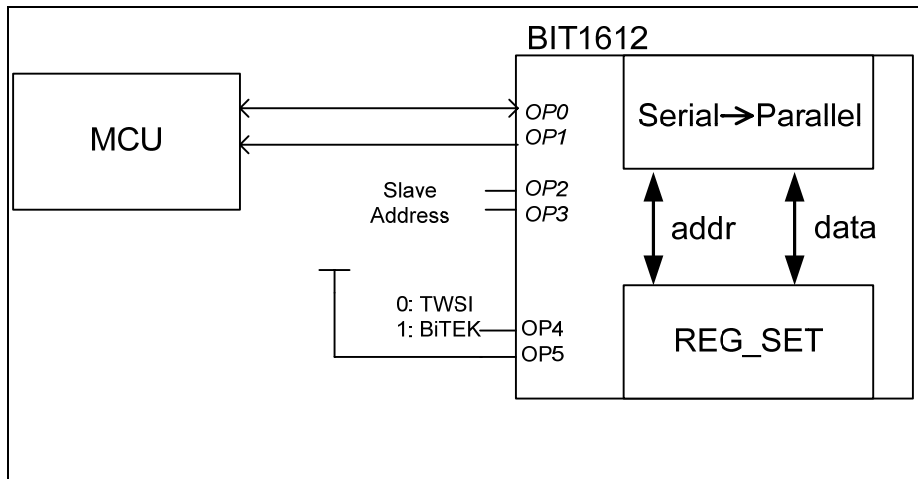 BIT1612
MCU
OP0
OP1
Serial→Parallel
Slave
Address
OP2
OP3
addr
data
0: TWSI
1: BiTEK
OP4
OP5
REG_SET